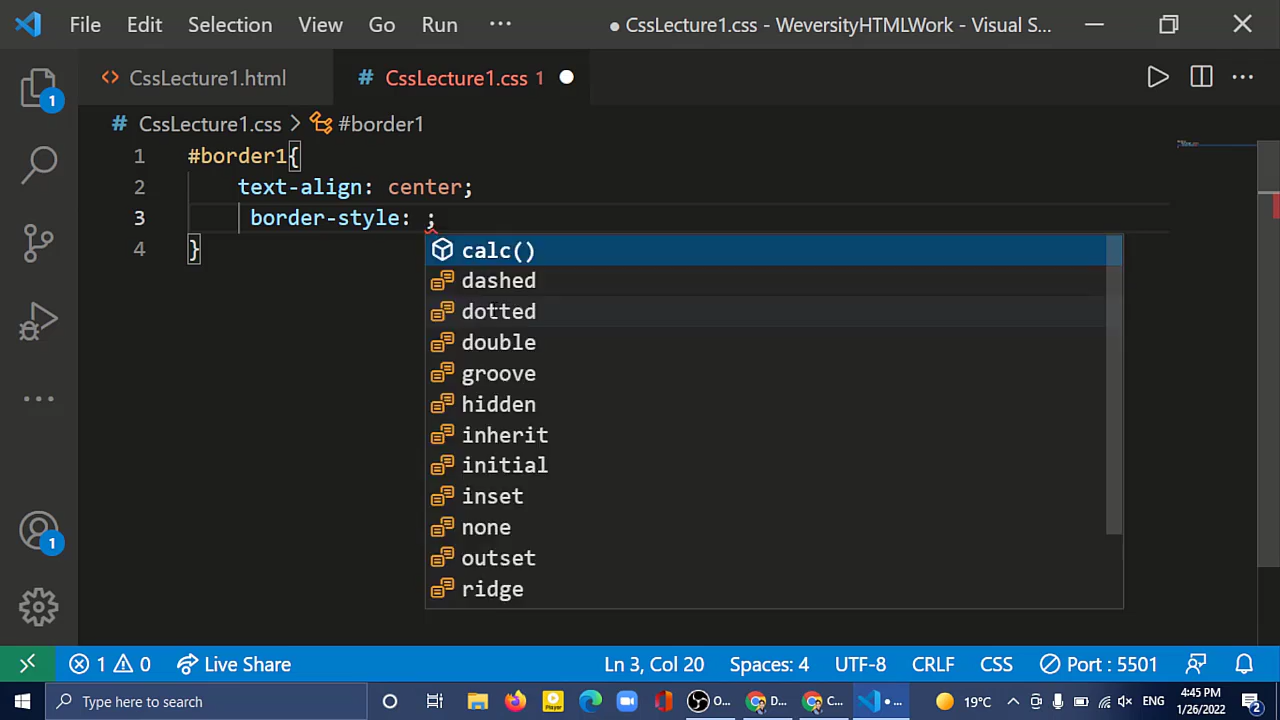 File Edit Selection View Go Run ··· ● CssLecture1.css - WeversityHTMLWork - Visual S...
<> CssLecture1.html # CssLecture1.css 1 ●
1
# CssLecture1.css > #border1
1 #border1{
2 text-align: center;
3 border-style: ;
4 }
calc()
dashed
dotted
double
groove
hidden
inherit
initial
inset
none
outset
ridge
1
1 0 Live Share Ln 3, Col 20 Spaces: 4 UTF-8 CRLF CSS Port : 5501
Type here to search Player O... D... C... ● ... 19°C ENG 4:45 PM
1/26/2022 2